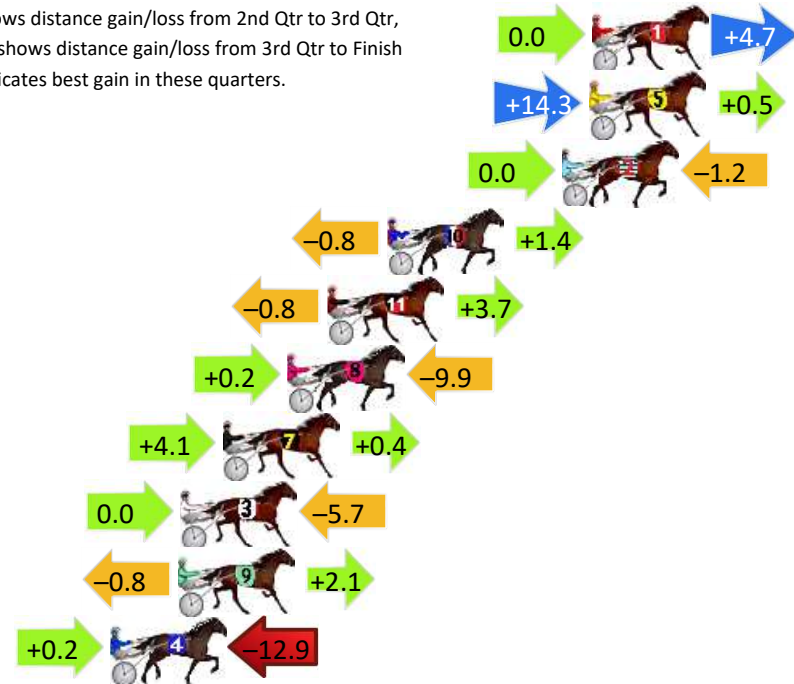 ows distance gain/loss from 2nd Qtr to 3rd Qtr,
shows distance gain/loss from 3rd Qtr to Finish
icates best gain in these quarters.
0.0 1 +4.7
+14.3 5 +0.5
0.0 2 –1.2
–0.8 10 +1.4
–0.8 11 +3.7
+0.2 8 –9.9
+4.1 7 +0.4
0.0 3 –5.7
–0.8 9 +2.1
+0.2 4 –12.9